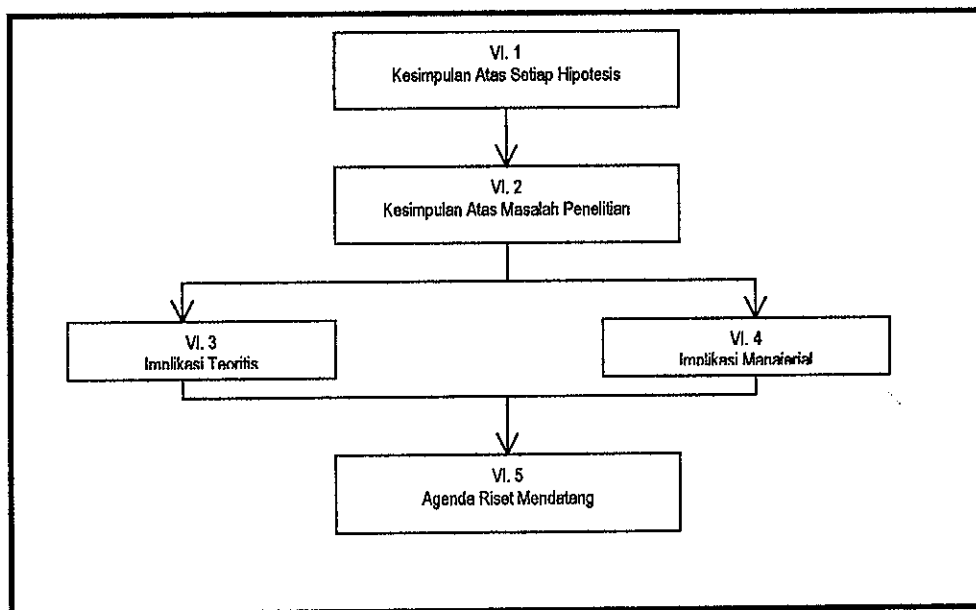 VI. 1
Kesimpulan Atas Setiap Hipotesis
VI. 2
Kesimpulan Atas Masalah Penelitian
VI. 3
Implikasi Teoritis
VI. 4
Implikasi Manajerial
VI. 5
Agenda Riset Mendatang